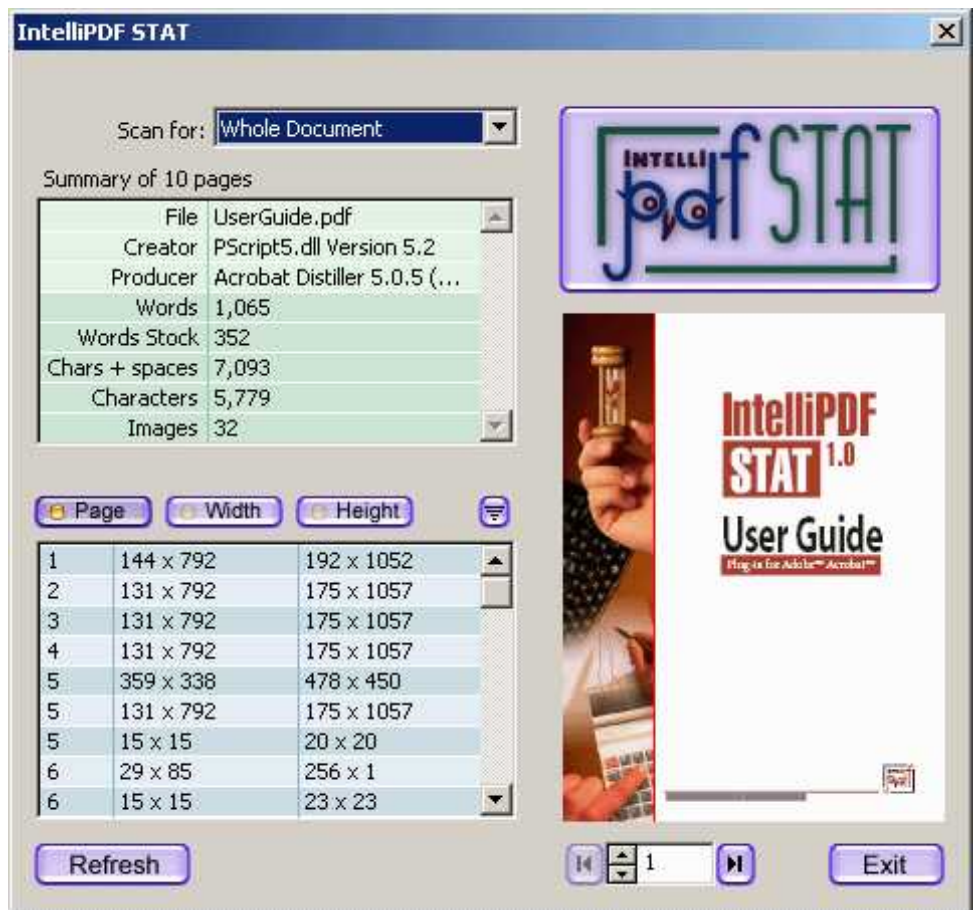 IntelliPDF STAT
Scan for: Whole Document
Summary of 10 pages
File UserGuide.pdf
Creator PScript5.dll Version 5.2
Producer Acrobat Distiller 5.0.5 (...
Words 1,065
Words Stock 352
Chars + spaces 7,093
Characters 5,779
Images 32
Page Width Height
1 144 x 792 192 x 1052
2 131 x 792 175 x 1057
3 131 x 792 175 x 1057
4 131 x 792 175 x 1057
5 359 x 338 478 x 450
5 131 x 792 175 x 1057
5 15 x 15 20 x 20
6 29 x 85 256 x 1
6 15 x 15 23 x 23
Refresh
INTELLI
pdf STAT
IntelliPDF
STAT 1.0
User Guide
Plug-in for Adobe™ Acrobat™
1
Exit